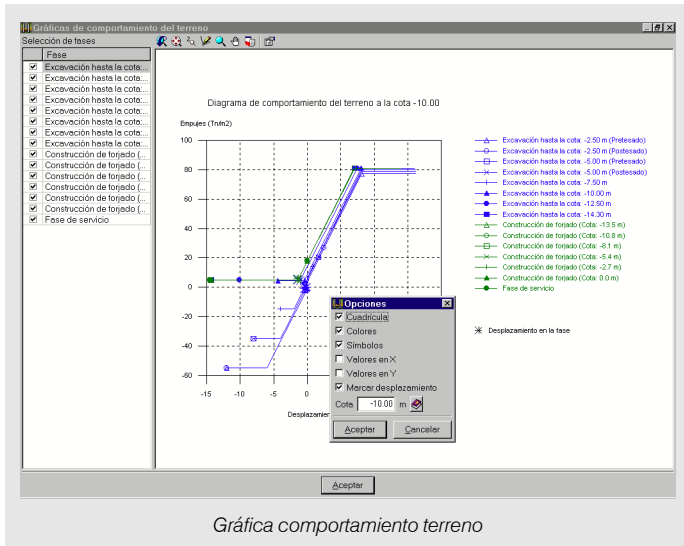 Gráficas de comportamiento del terreno
Selección de fases
Fase
Excavación hasta la cota:...
Excavación hasta la cota:...
Excavación hasta la cota:...
Excavación hasta la cota:...
Excavación hasta la cota:...
Excavación hasta la cota:...
Excavación hasta la cota:...
Excavación hasta la cota:...
Construcción de forjado (...
Construcción de forjado (...
Construcción de forjado (...
Construcción de forjado (...
Construcción de forjado (...
Construcción de forjado (...
Fase de servicio
Diagrama de comportamiento del terreno a la cota -10.00
Empujes (Tn/m2)
100
80
60
40
20
0
-20
-40
-60
-15 -10 -5 0
Desplazamien
Excavación hasta la cota: -2.50 m (Pretesado)
Excavación hasta la cota: -2.50 m (Postesado)
Excavación hasta la cota: -5.00 m (Pretesado)
Excavación hasta la cota: -5.00 m (Postesado)
Excavación hasta la cota: -7.50 m
Excavación hasta la cota: -10.00 m
Excavación hasta la cota: -12.50 m
Excavación hasta la cota: -14.30 m
Construcción de forjado (Cota: -13.5 m)
Construcción de forjado (Cota: -10.8 m)
Construcción de forjado (Cota: -8.1 m)
Construcción de forjado (Cota: -5.4 m)
Construcción de forjado (Cota: -2.7 m)
Construcción de forjado (Cota: 0.0 m)
Fase de servicio
Desplazamiento en la fase
Opciones
Cuadrícula
Colores
Símbolos
Valores en X
Valores en Y
Marcar desplazamiento
Cota -10.00 m
Aceptar Cancelar
Aceptar
Gráfica comportamiento terreno